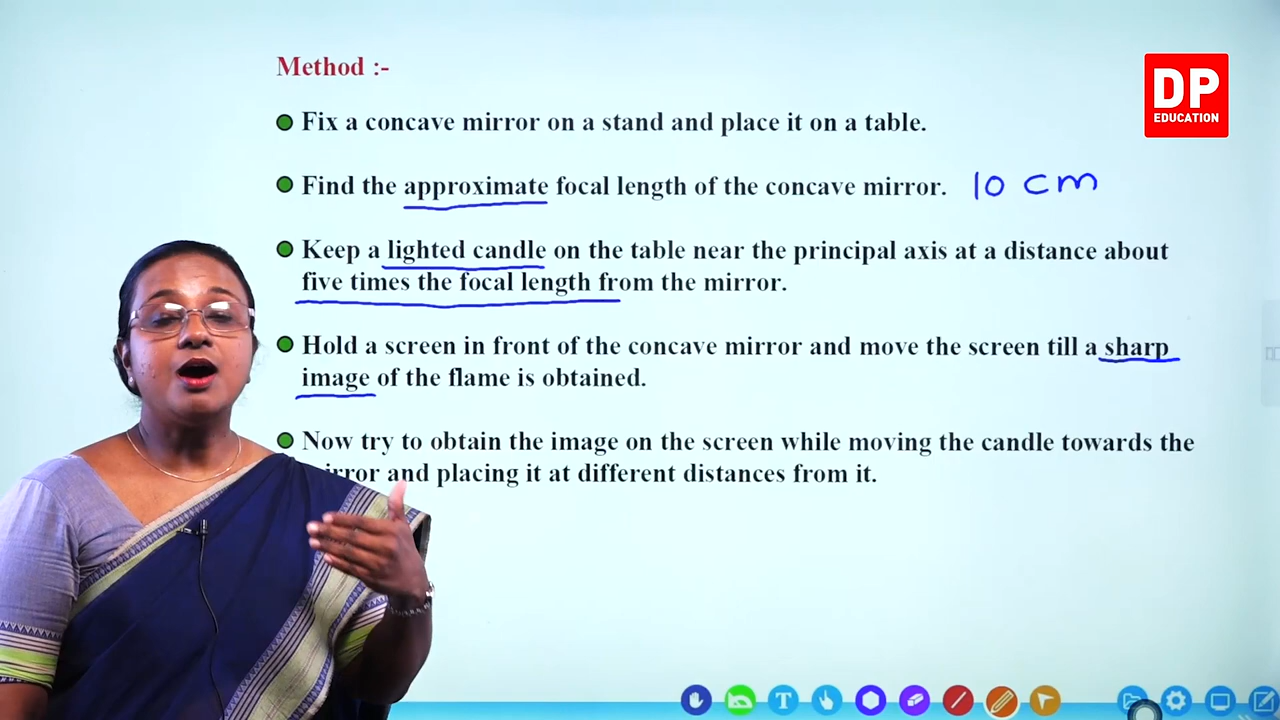 Method :-
DP
EDUCATION
Fix a concave mirror on a stand and place it on a table.
Find the approximate focal length of the concave mirror. 10 cm
Keep a lighted candle on the table near the principal axis at a distance about
five times the focal length from the mirror.
Hold a screen in front of the concave mirror and move the screen till a sharp
image of the flame is obtained.
Now try to obtain the image on the screen while moving the candle towards the
mirror and placing it at different distances from it.